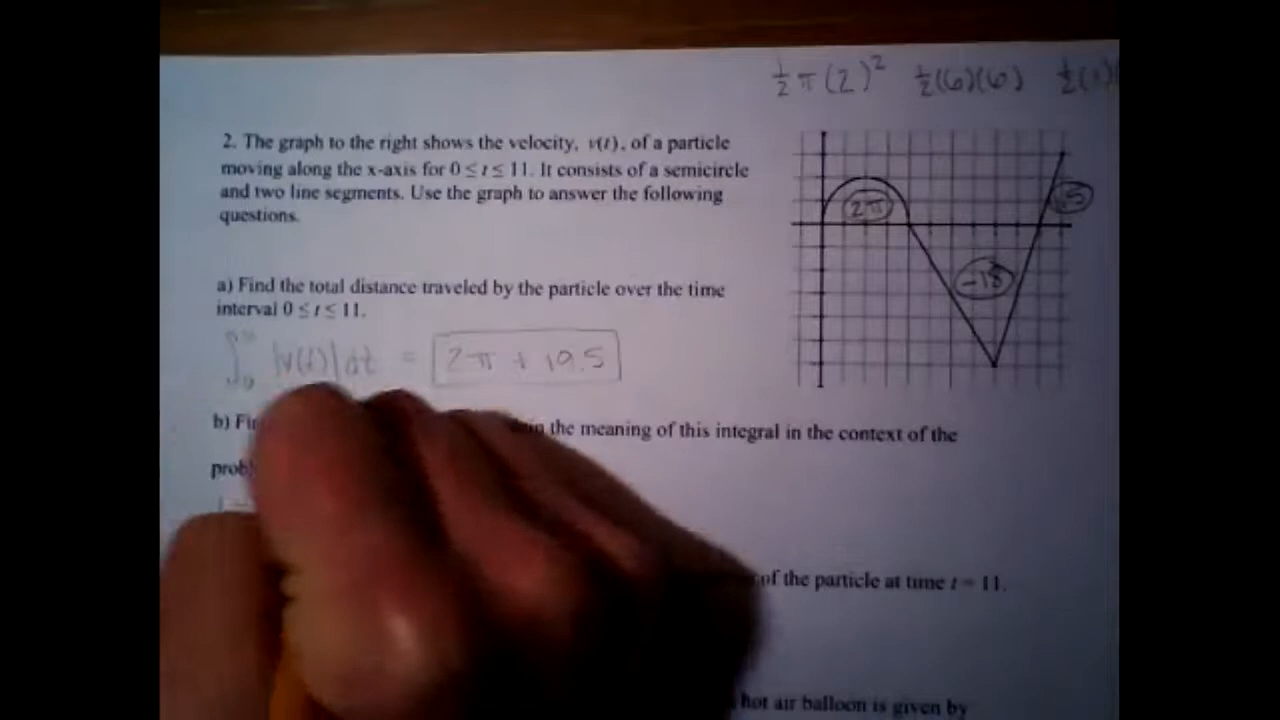 ½π(2)² ½(6)(6) ½(1)(
2. The graph to the right shows the velocity, v(t), of a particle
moving along the x-axis for 0 ≤ t ≤ 11. It consists of a semicircle
and two line segments. Use the graph to answer the following
questions.
2π
-18
a) Find the total distance traveled by the particle over the time
interval 0 ≤ t ≤ 11.
|v(t)|dt = 2π + 19.5
b)
the meaning of this integral in the context of the
of the particle at time t = 11.
hot air balloon is given by